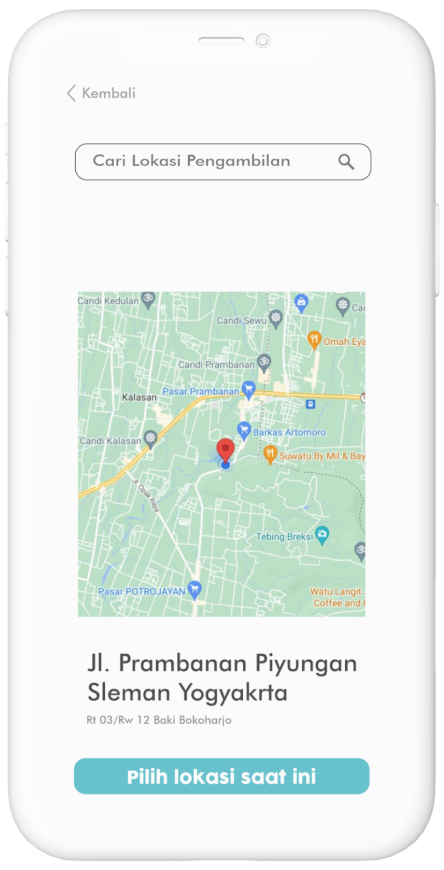 Kembali
Cari Lokasi Pengambilan
Candi Kedulan
Candi Sewu
Omah Eya
Candi Prambanan
Pasar Prambanan
Kalasan
Barkas Artomoro
Candi Kalasan
Suwatu By Mil & Bay
Jl. Opak Raya
Tebing Breksi
Pasar POTROJAYAN
Watu Langit
Coffee and
Jl. Prambanan Piyungan
Sleman Yogyakrta
Rt 03/Rw 12 Baki Bokoharjo
Pilih lokasi saat ini